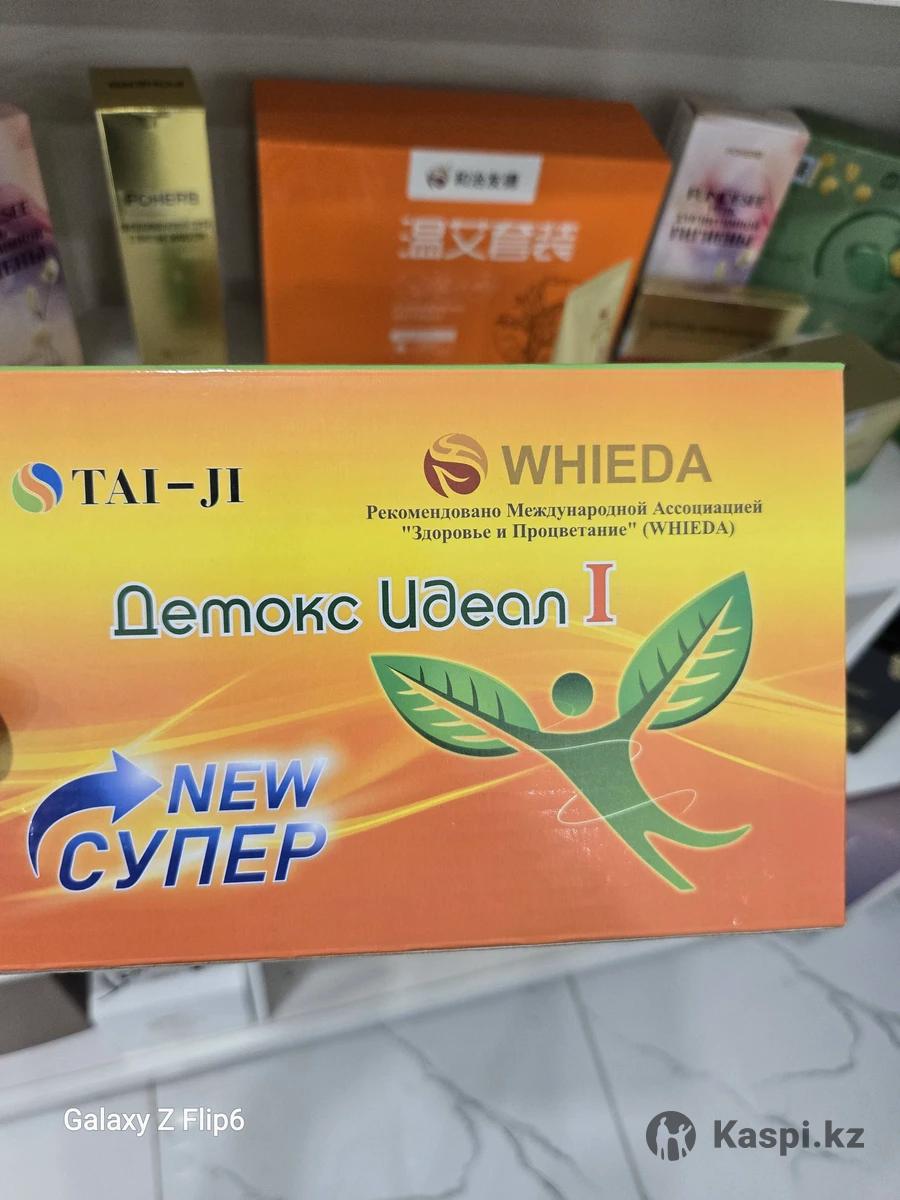 POHERB
温艾套装
TAI-JI
WHIEDA
Рекомендовано Международной Ассоциацией
"Здоровье и Процветание" (WHIEDA)
Детокс Идеал I
NEW
СУПЕР
Galaxy Z Flip6
Kaspi.kz